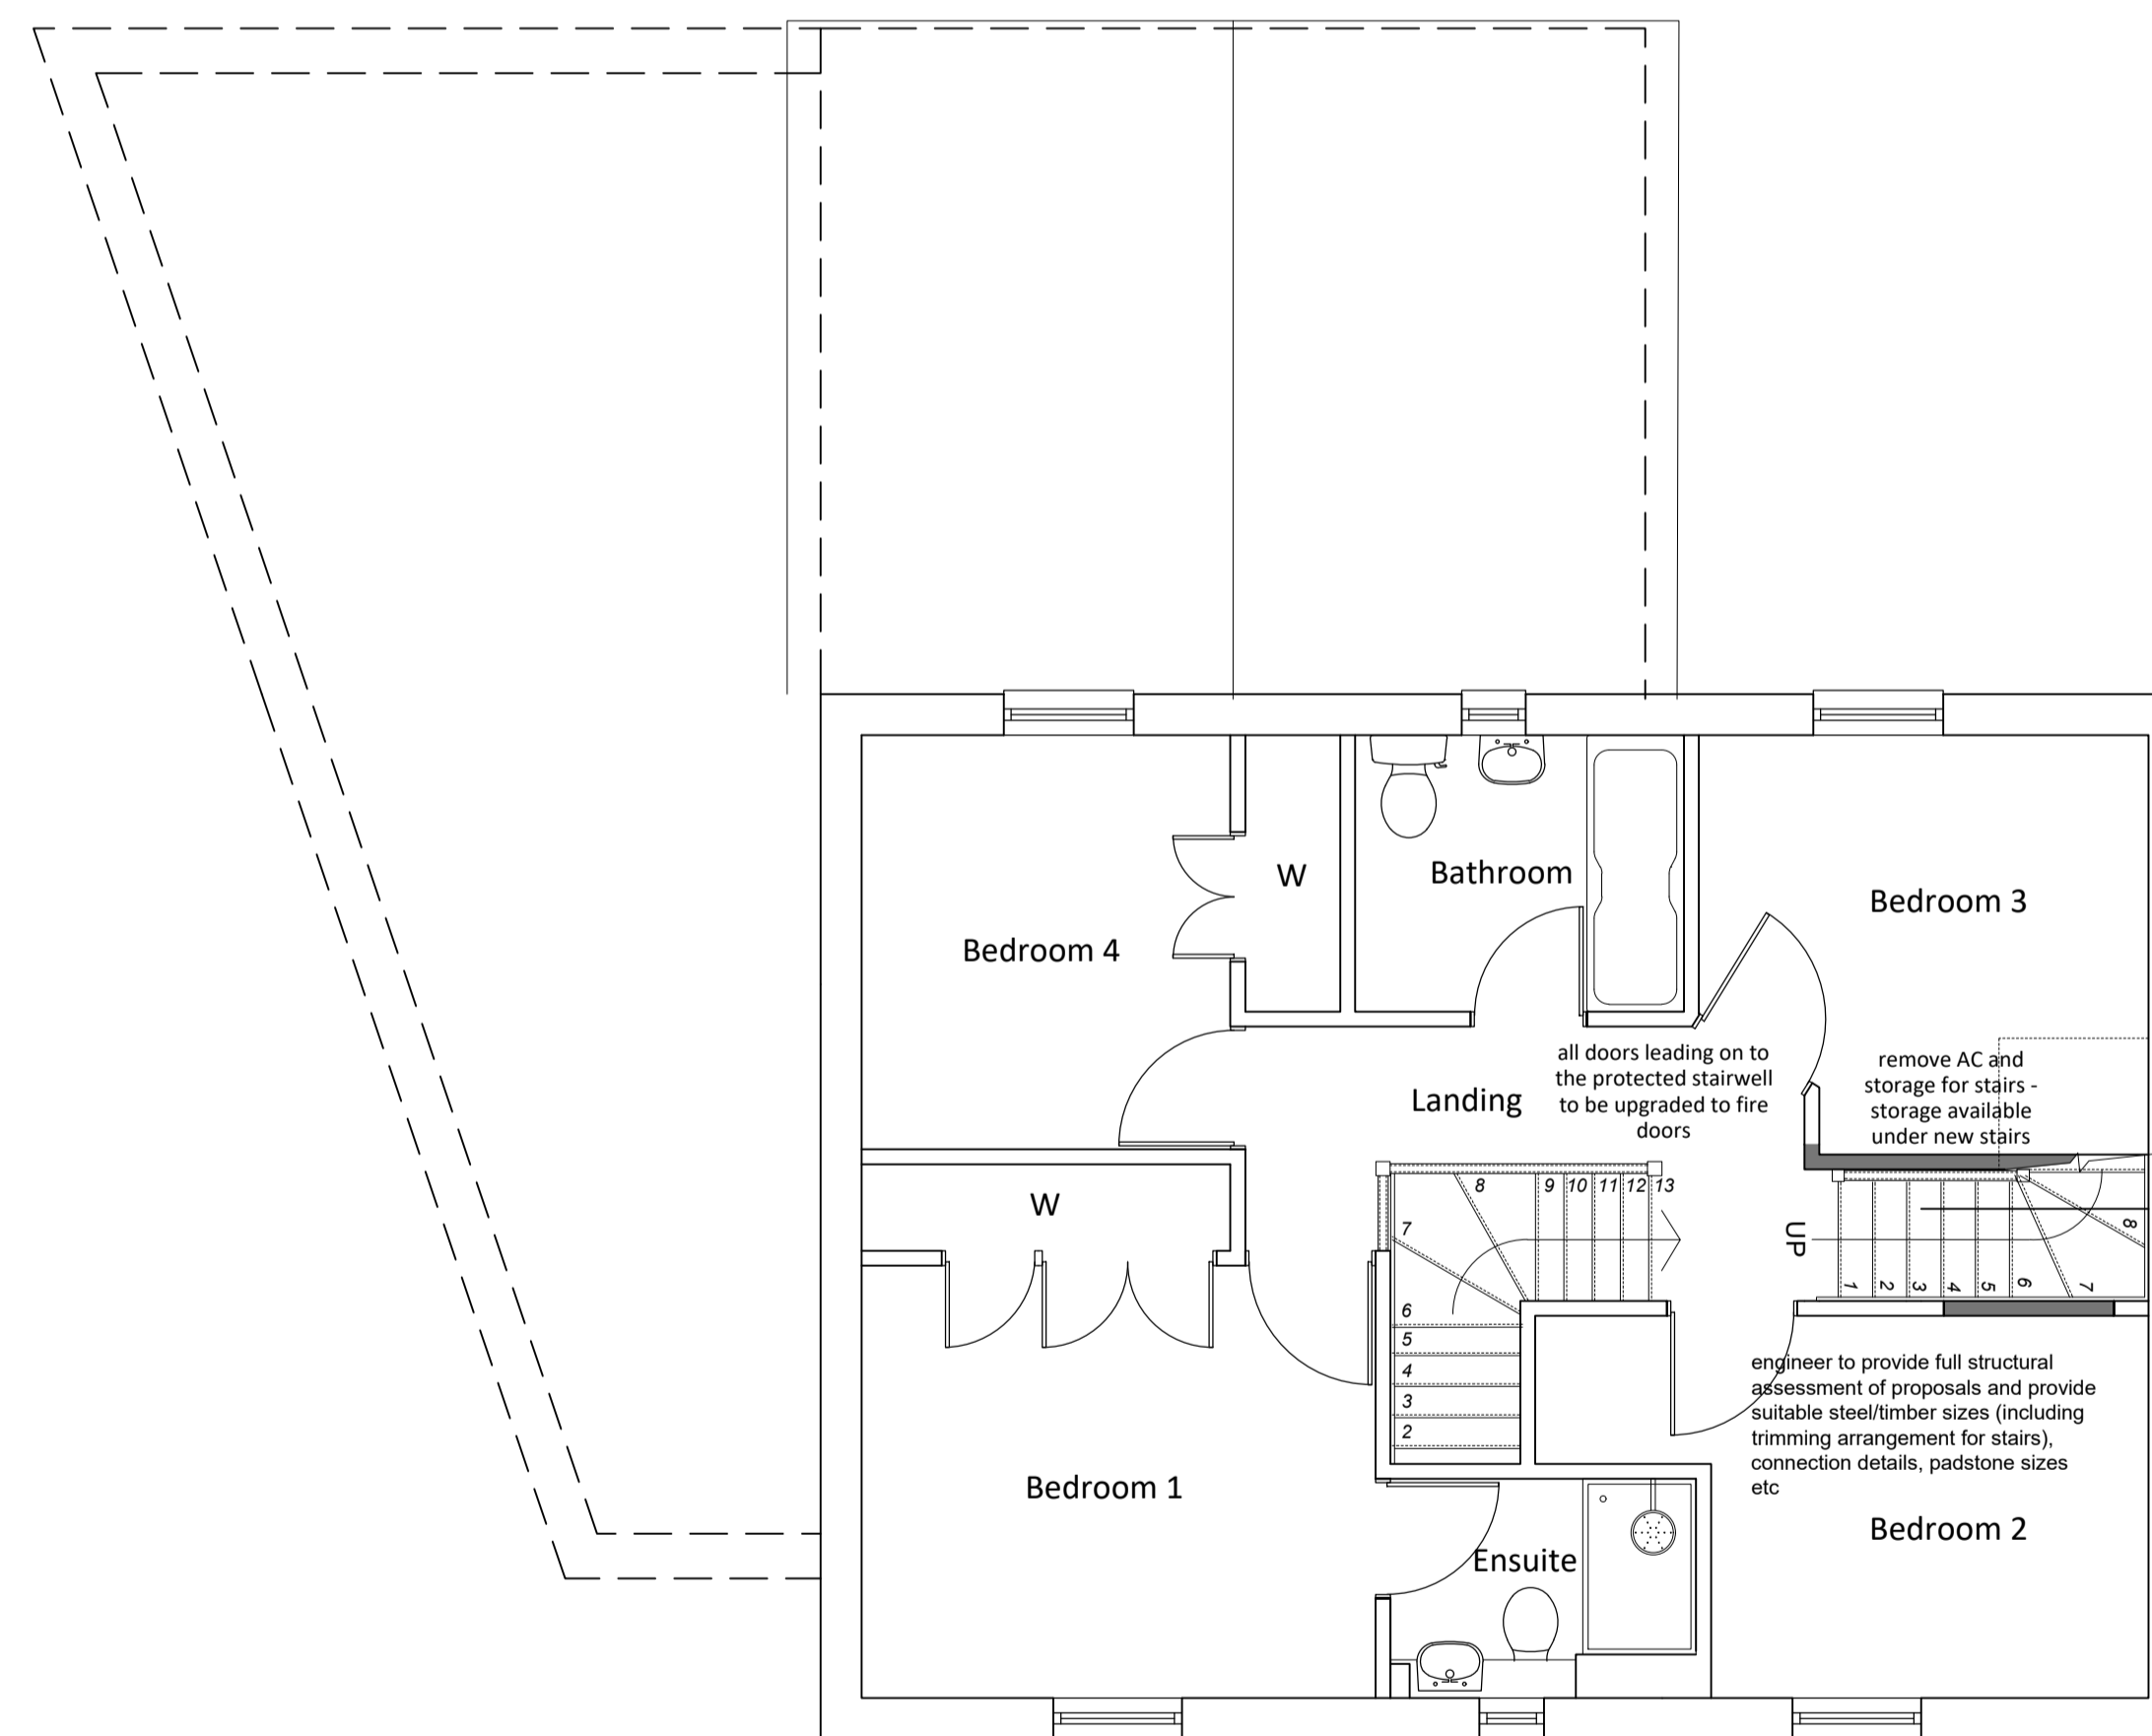 Bathroom
W
Bedroom 3
Bedroom 4
all doors leading on to
the protected stairwell
to be upgraded to fire
doors
remove AC and
storage for stairs -
storage available
under new stairs
Landing
W
8
9
10
11
12
13
7
6
5
4
3
2
UP
1
2
3
4
5
6
7
8
engineer to provide full structural
assessment of proposals and provide
suitable steel/timber sizes (including
trimming arrangement for stairs),
connection details, padstone sizes
etc
Bedroom 1
Bedroom 2
Ensuite